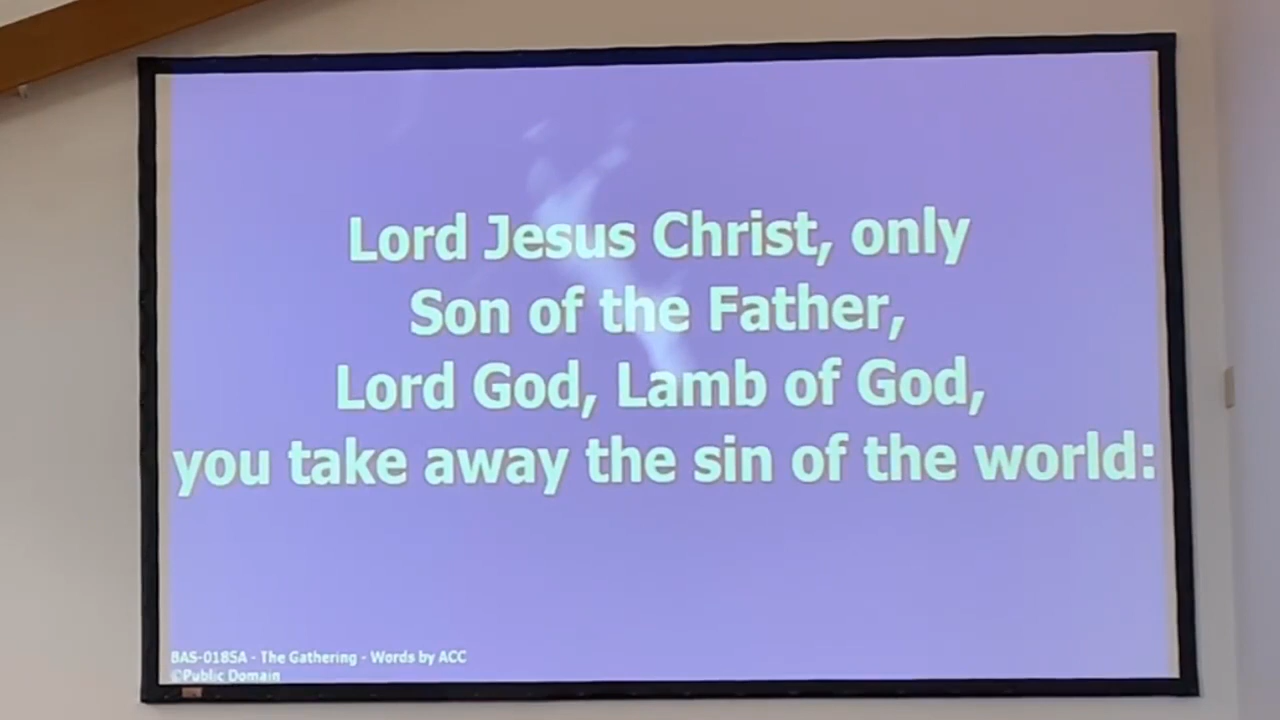 Lord Jesus Christ, only
Son of the Father,
Lord God, Lamb of God,
you take away the sin of the world:
BAS-018SA - The Gathering - Words by ACC
©Public Domain